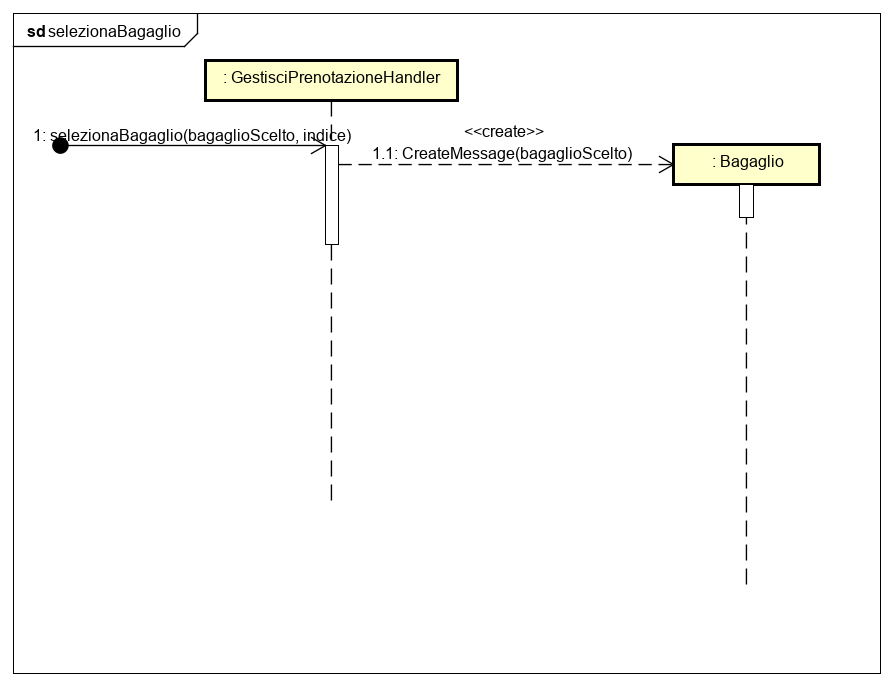 sd selezionaBagaglio
: GestisciPrenotazioneHandler
1: selezionaBagaglio(bagaglioScelto, indice)
<<create>>
1.1: CreateMessage(bagaglioScelto)
: Bagaglio